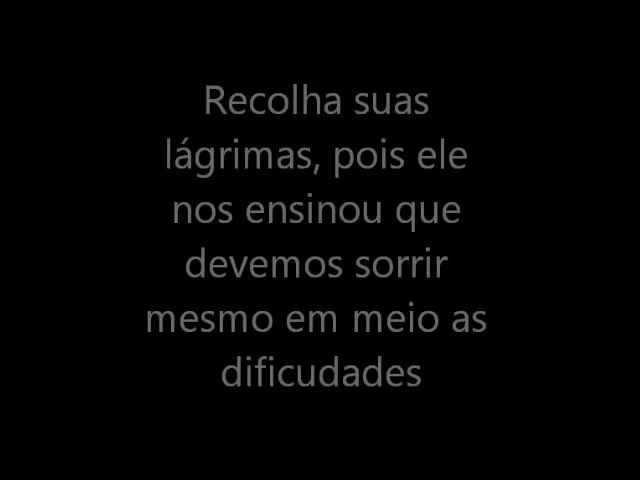 Recolha suas
lágrimas, pois ele
nos ensinou que
devemos sorrir
mesmo em meio as
dificudades